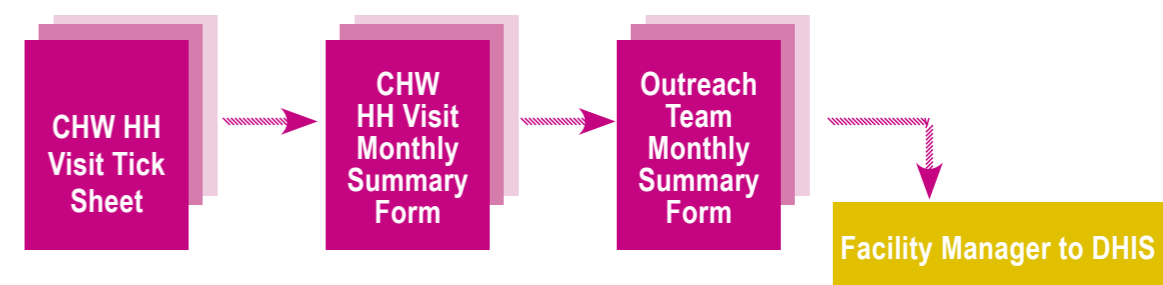 CHW HH
Visit Tick
Sheet
CHW
HH Visit
Monthly
Summary
Form
Outreach
Team
Monthly
Summary
Form
Facility Manager to DHIS